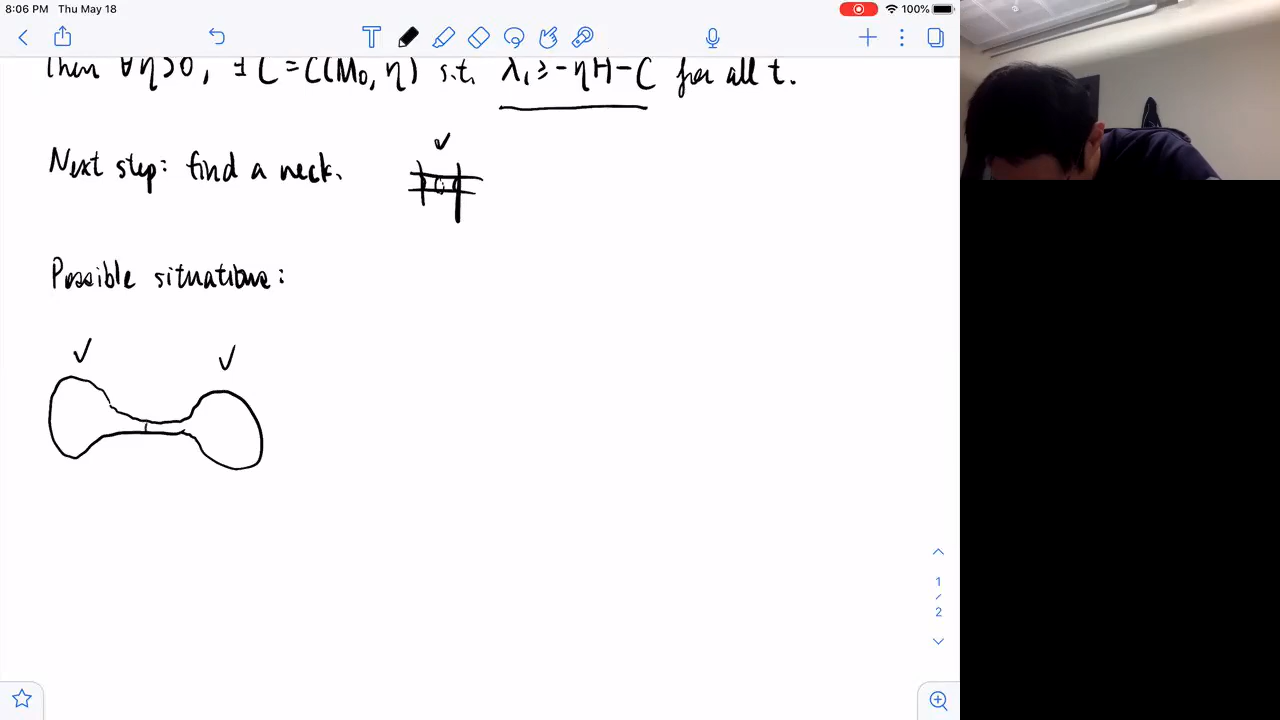 8:06 PM Thu May 18
100%
Then ∀η>0, ∃ C = C(M₀, η) s.t. λ₁ ≥ -ηH - C for all t.
Next step: find a neck.
Possible situations:
1
/
2